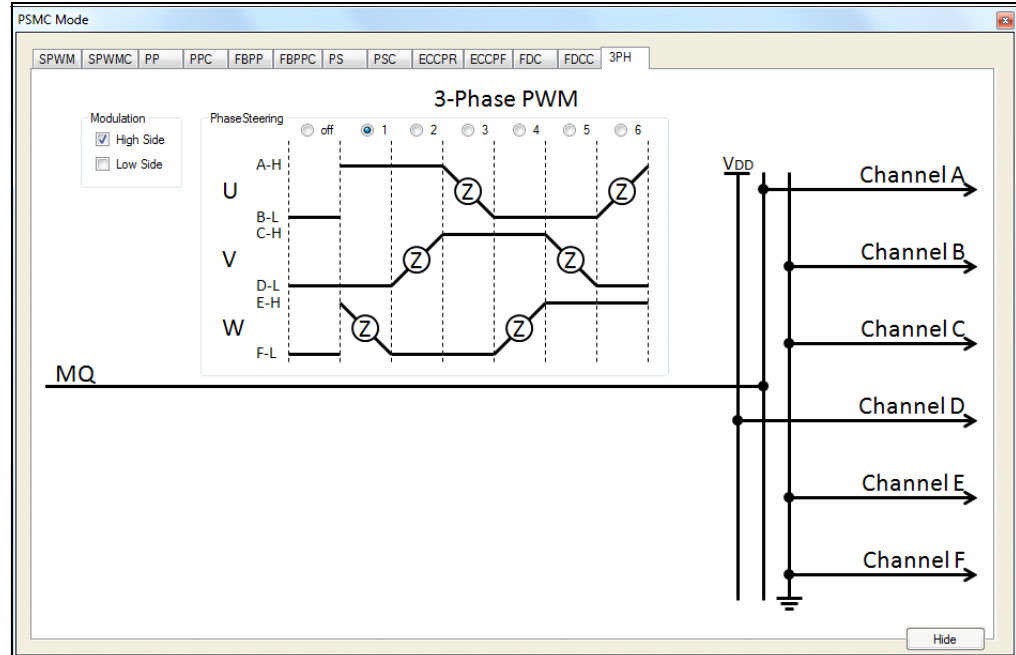 PSMC Mode
SPWM SPWMC PP PPC FBPP FBPPC PS PSC ECCPR ECCPF FDC FDCC 3PH
3-Phase PWM
Modulation
High Side
Low Side
PhaseSteering
off 1 2 3 4 5 6
A-H
U
B-L
C-H
V
D-L
E-H
W
F-L
Z
Z
Z
Z
Z
Z
MQ
VDD
Channel A
Channel B
Channel C
Channel D
Channel E
Channel F
Hide